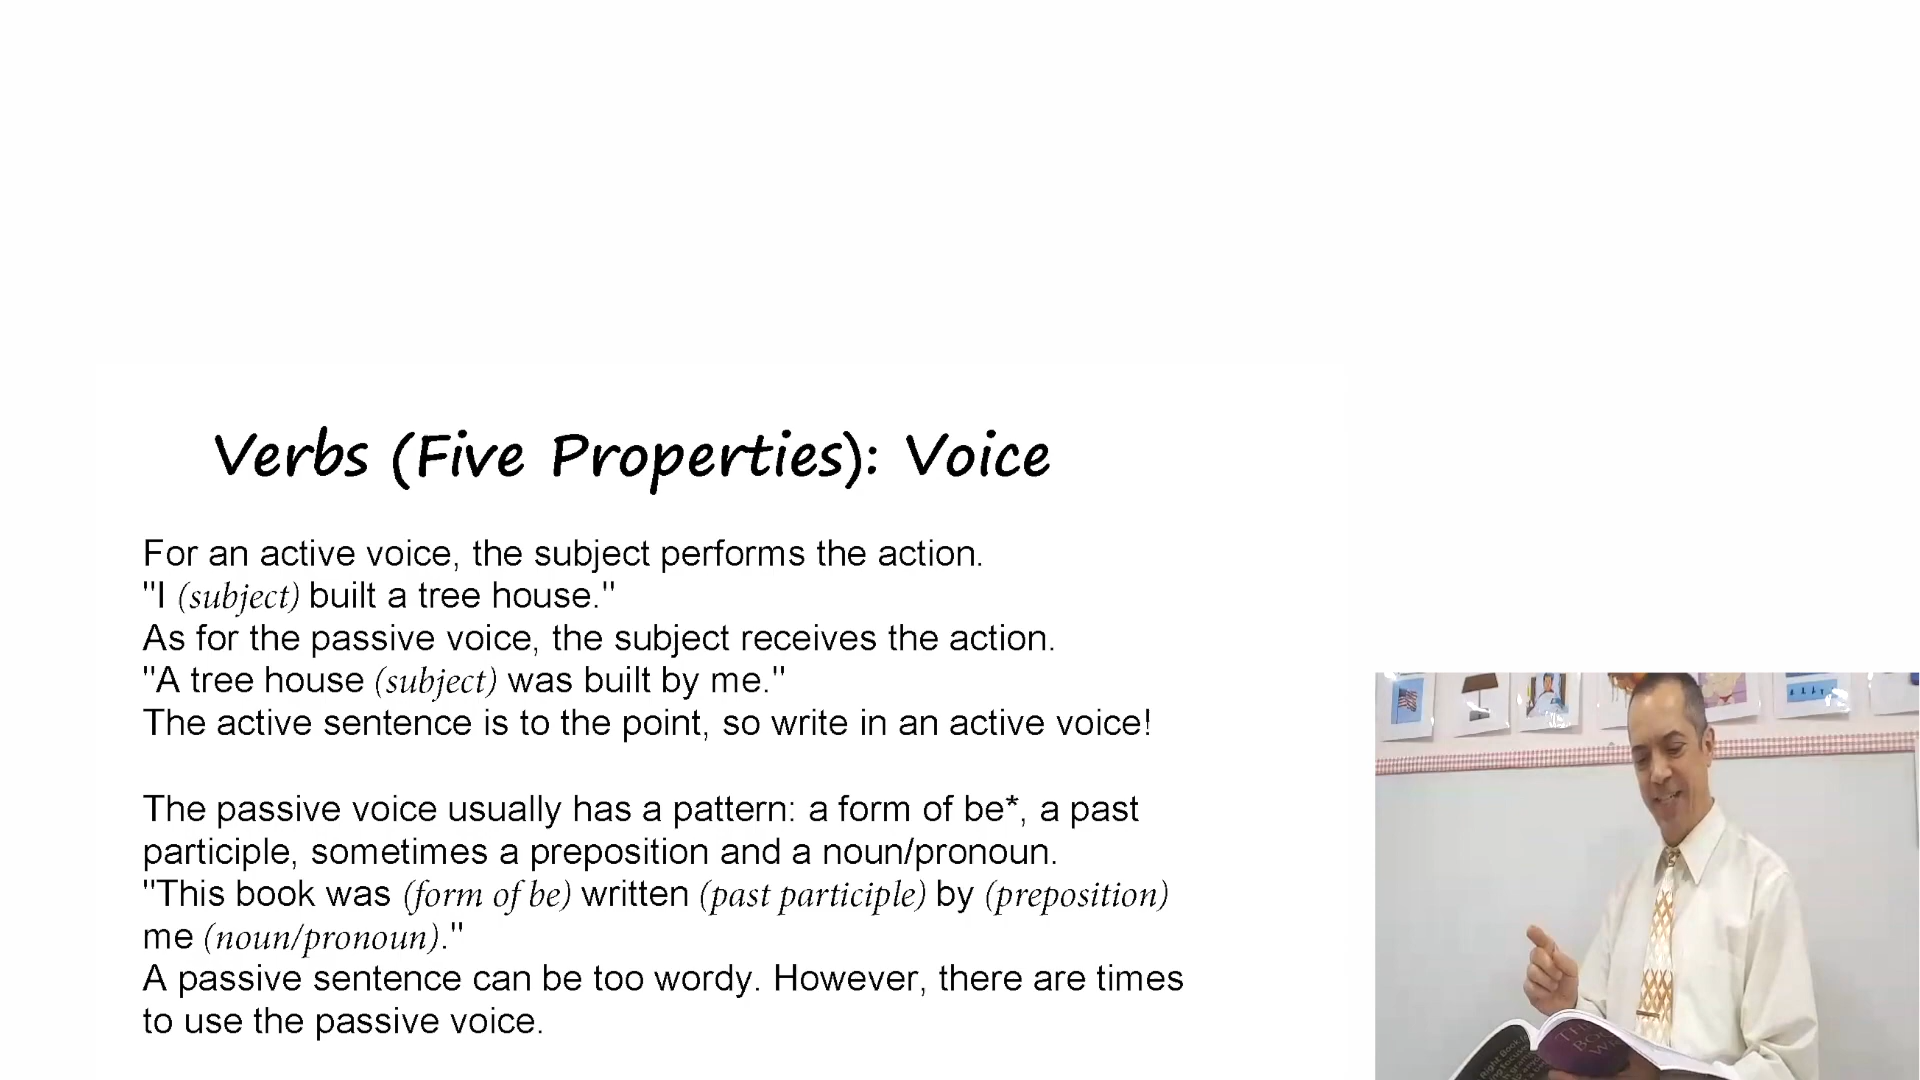 Verbs (Five Properties): Voice
For an active voice, the subject performs the action.
"I (subject) built a tree house."
As for the passive voice, the subject receives the action.
"A tree house (subject) was built by me."
The active sentence is to the point, so write in an active voice!
The passive voice usually has a pattern: a form of be*, a past
participle, sometimes a preposition and a noun/pronoun.
"This book was (form of be) written (past participle) by (preposition)
me (noun/pronoun)."
A passive sentence can be too wordy. However, there are times
to use the passive voice.